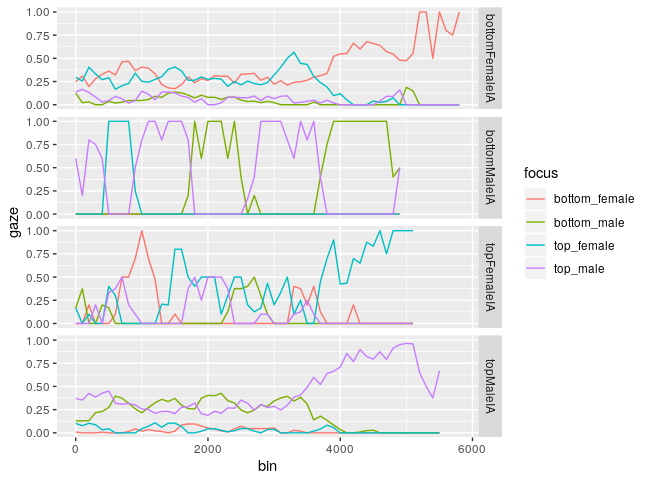 gaze
1.00
0.75
0.50
0.25
0.00
bottomFemaleIA
1.00
0.75
0.50
0.25
0.00
bottomMaleIA
1.00
0.75
0.50
0.25
0.00
topFemaleIA
1.00
0.75
0.50
0.25
0.00
topMaleIA
0 2000 4000 6000
bin
focus
bottom_female
bottom_male
top_female
top_male